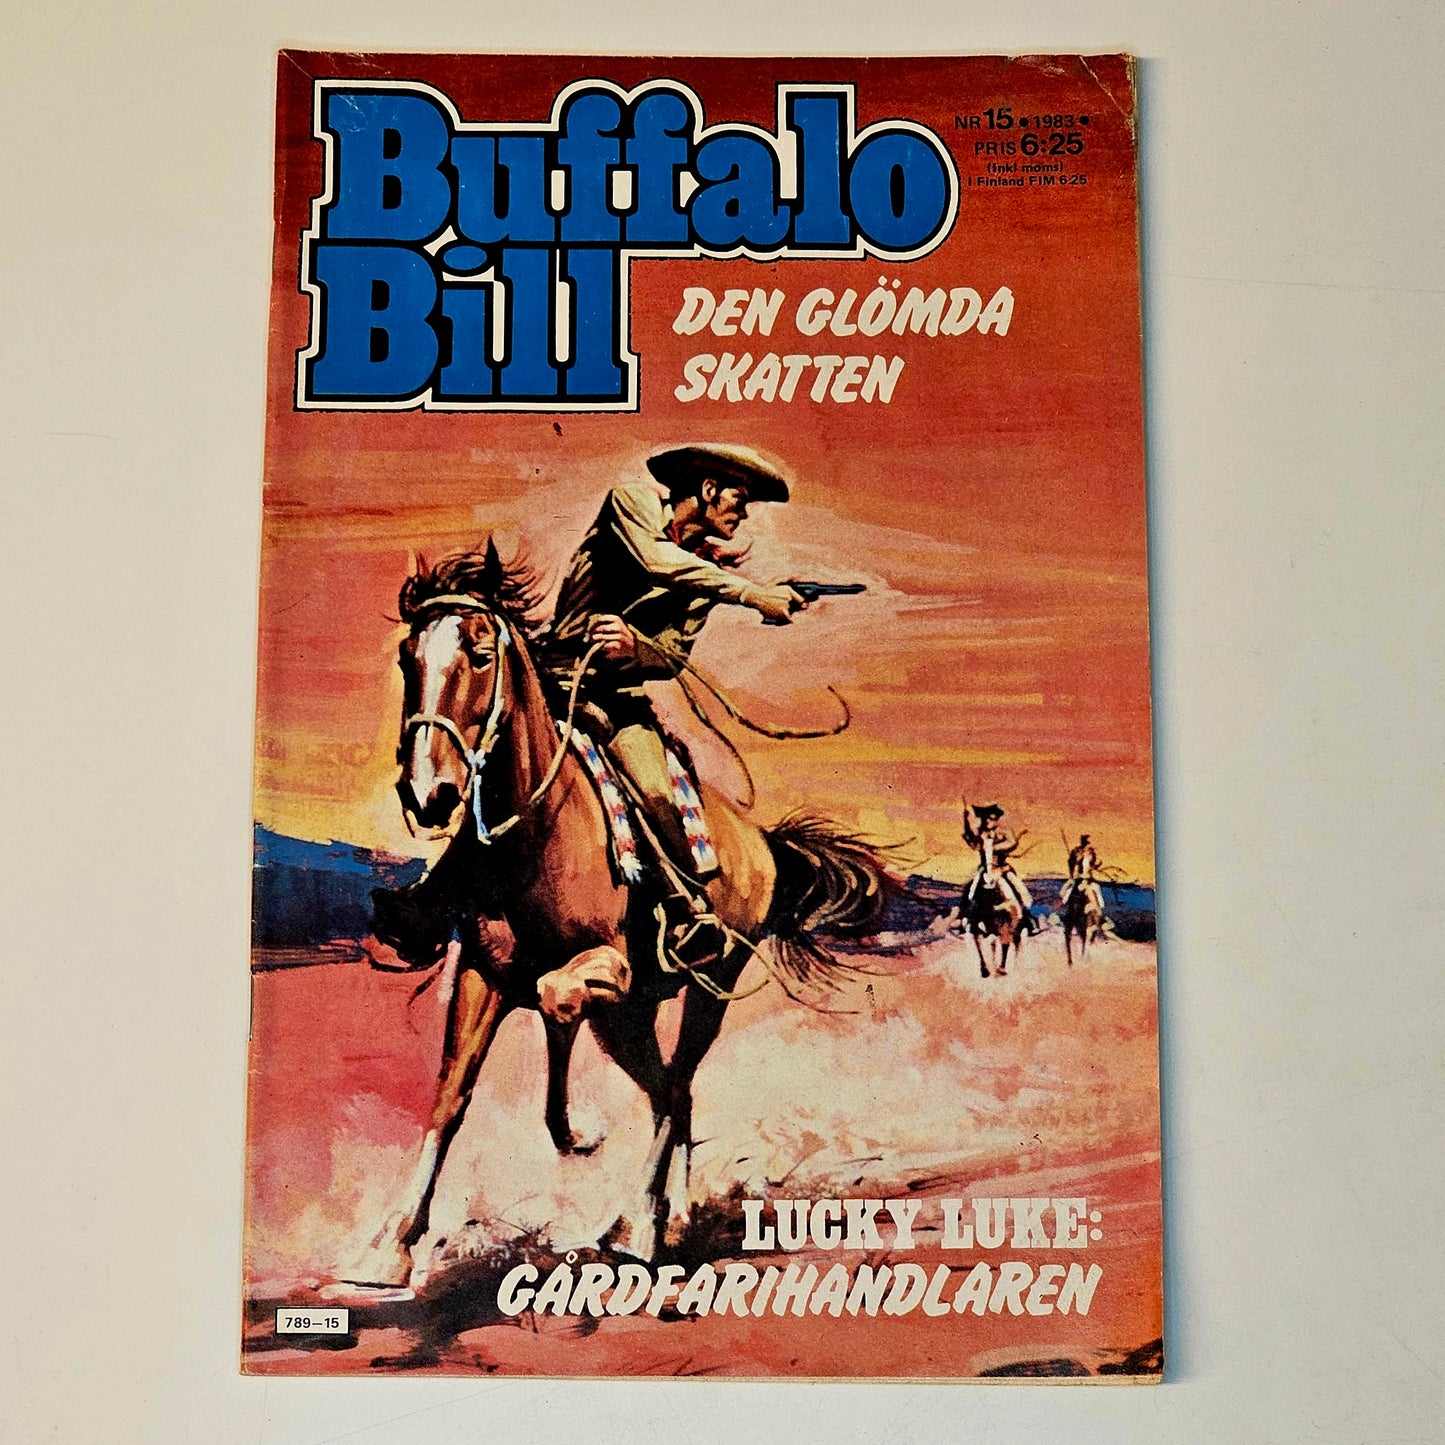 Buffalo
Bill
NR 15 • 1983 •
PRIS 6:25
(Inkl moms)
I Finland FIM 6:25
DEN GLÖMDA
SKATTEN
LUCKY LUKE:
GÅRDFARIHANDLAREN
789—15